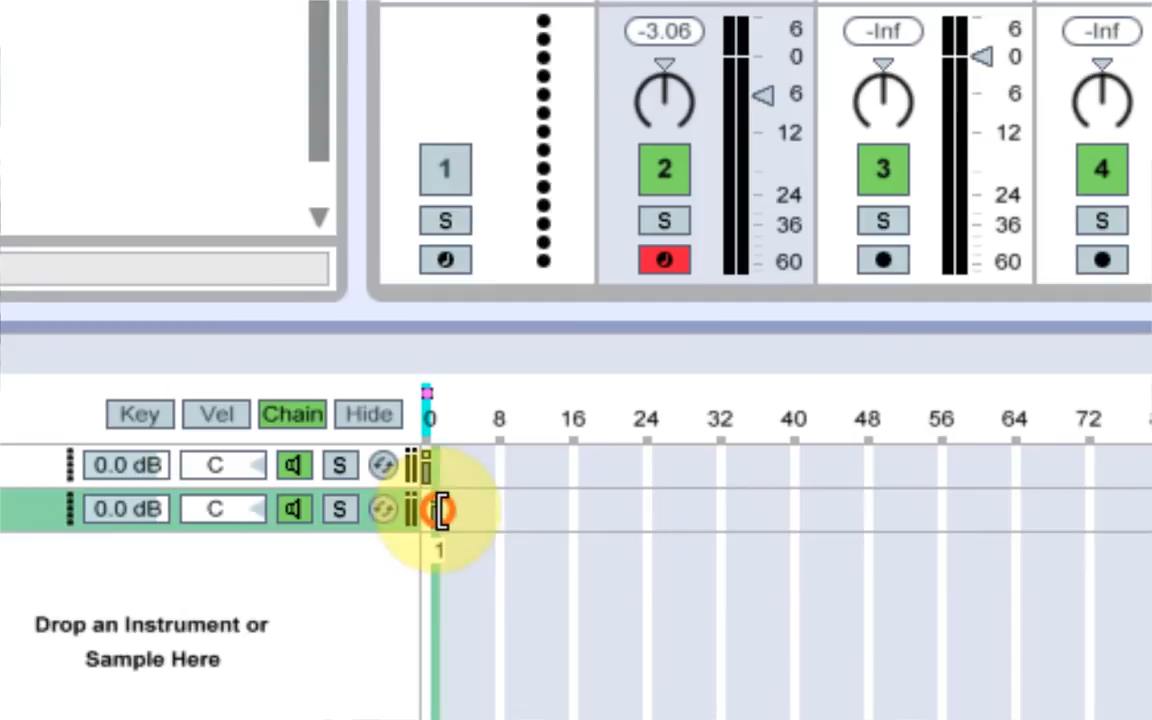 -3.06 6 -Inf 6 -Inf
0 0
6 6
12 12
1 2 3 4
24 24
S S 36 S 36 S
60 60
Key Vel Chain Hide 0 8 16 24 32 40 48 56 64 72
0.0 dB C S
0.0 dB C S
1
Drop an Instrument or
Sample Here